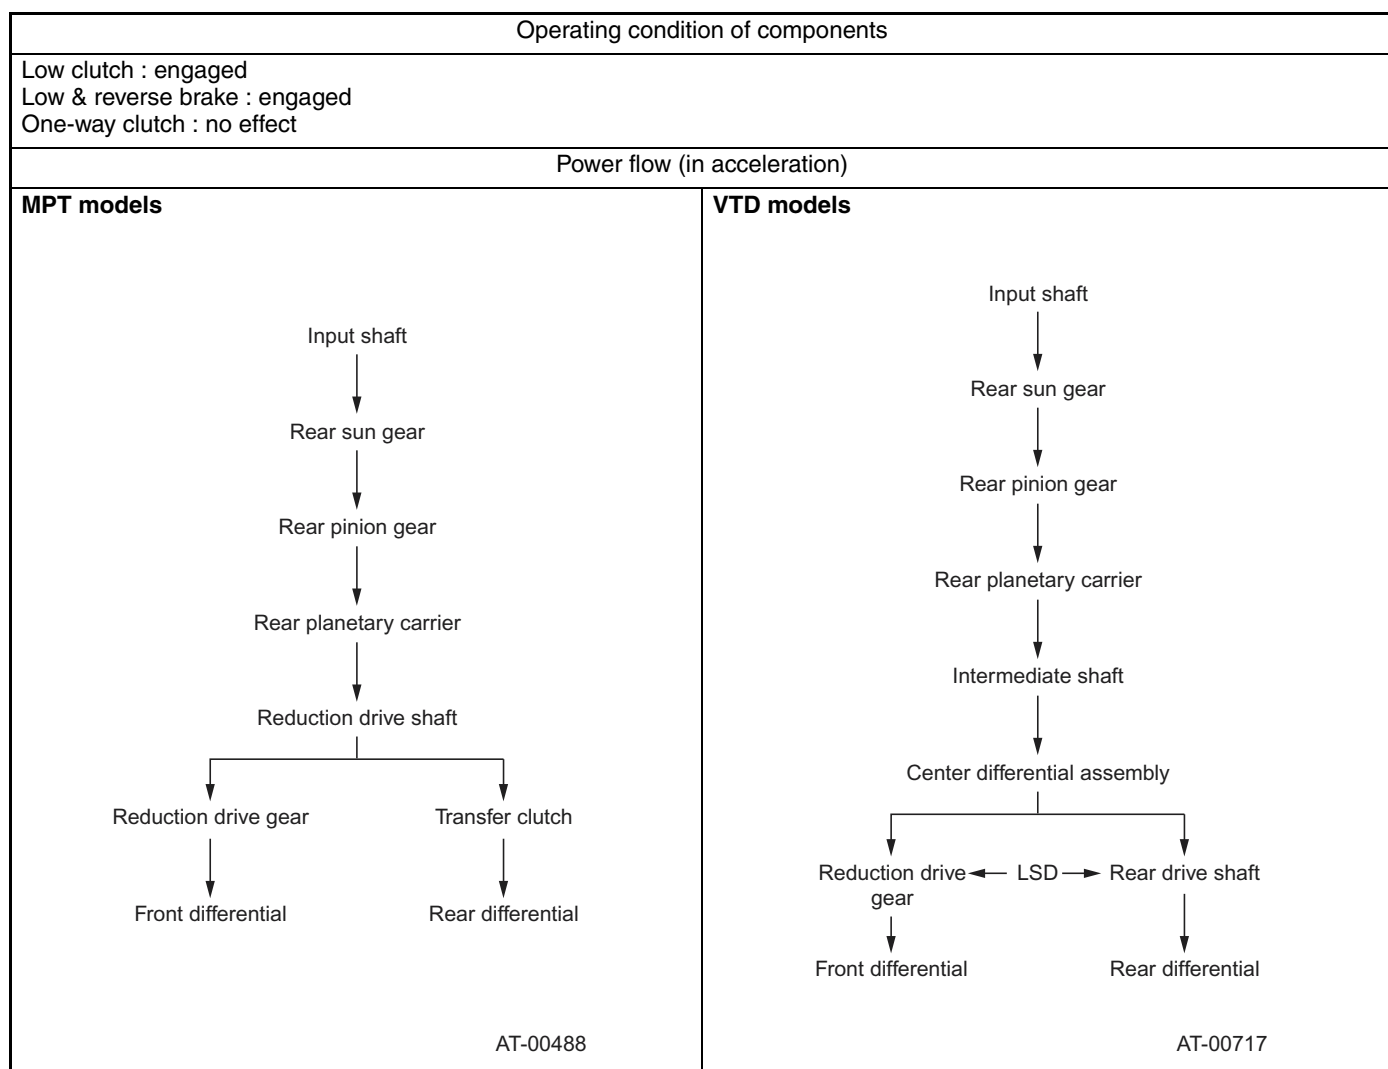 Operating condition of components
Low clutch : engaged
Low & reverse brake : engaged
One-way clutch : no effect
Power flow (in acceleration)
MPT models
Input shaft
Rear sun gear
Rear pinion gear
Rear planetary carrier
Reduction drive shaft
Reduction drive gear
Transfer clutch
Front differential
Rear differential
AT-00488
VTD models
Input shaft
Rear sun gear
Rear pinion gear
Rear planetary carrier
Intermediate shaft
Center differential assembly
Reduction drive
gear
LSD
Rear drive shaft
Front differential
Rear differential
AT-00717